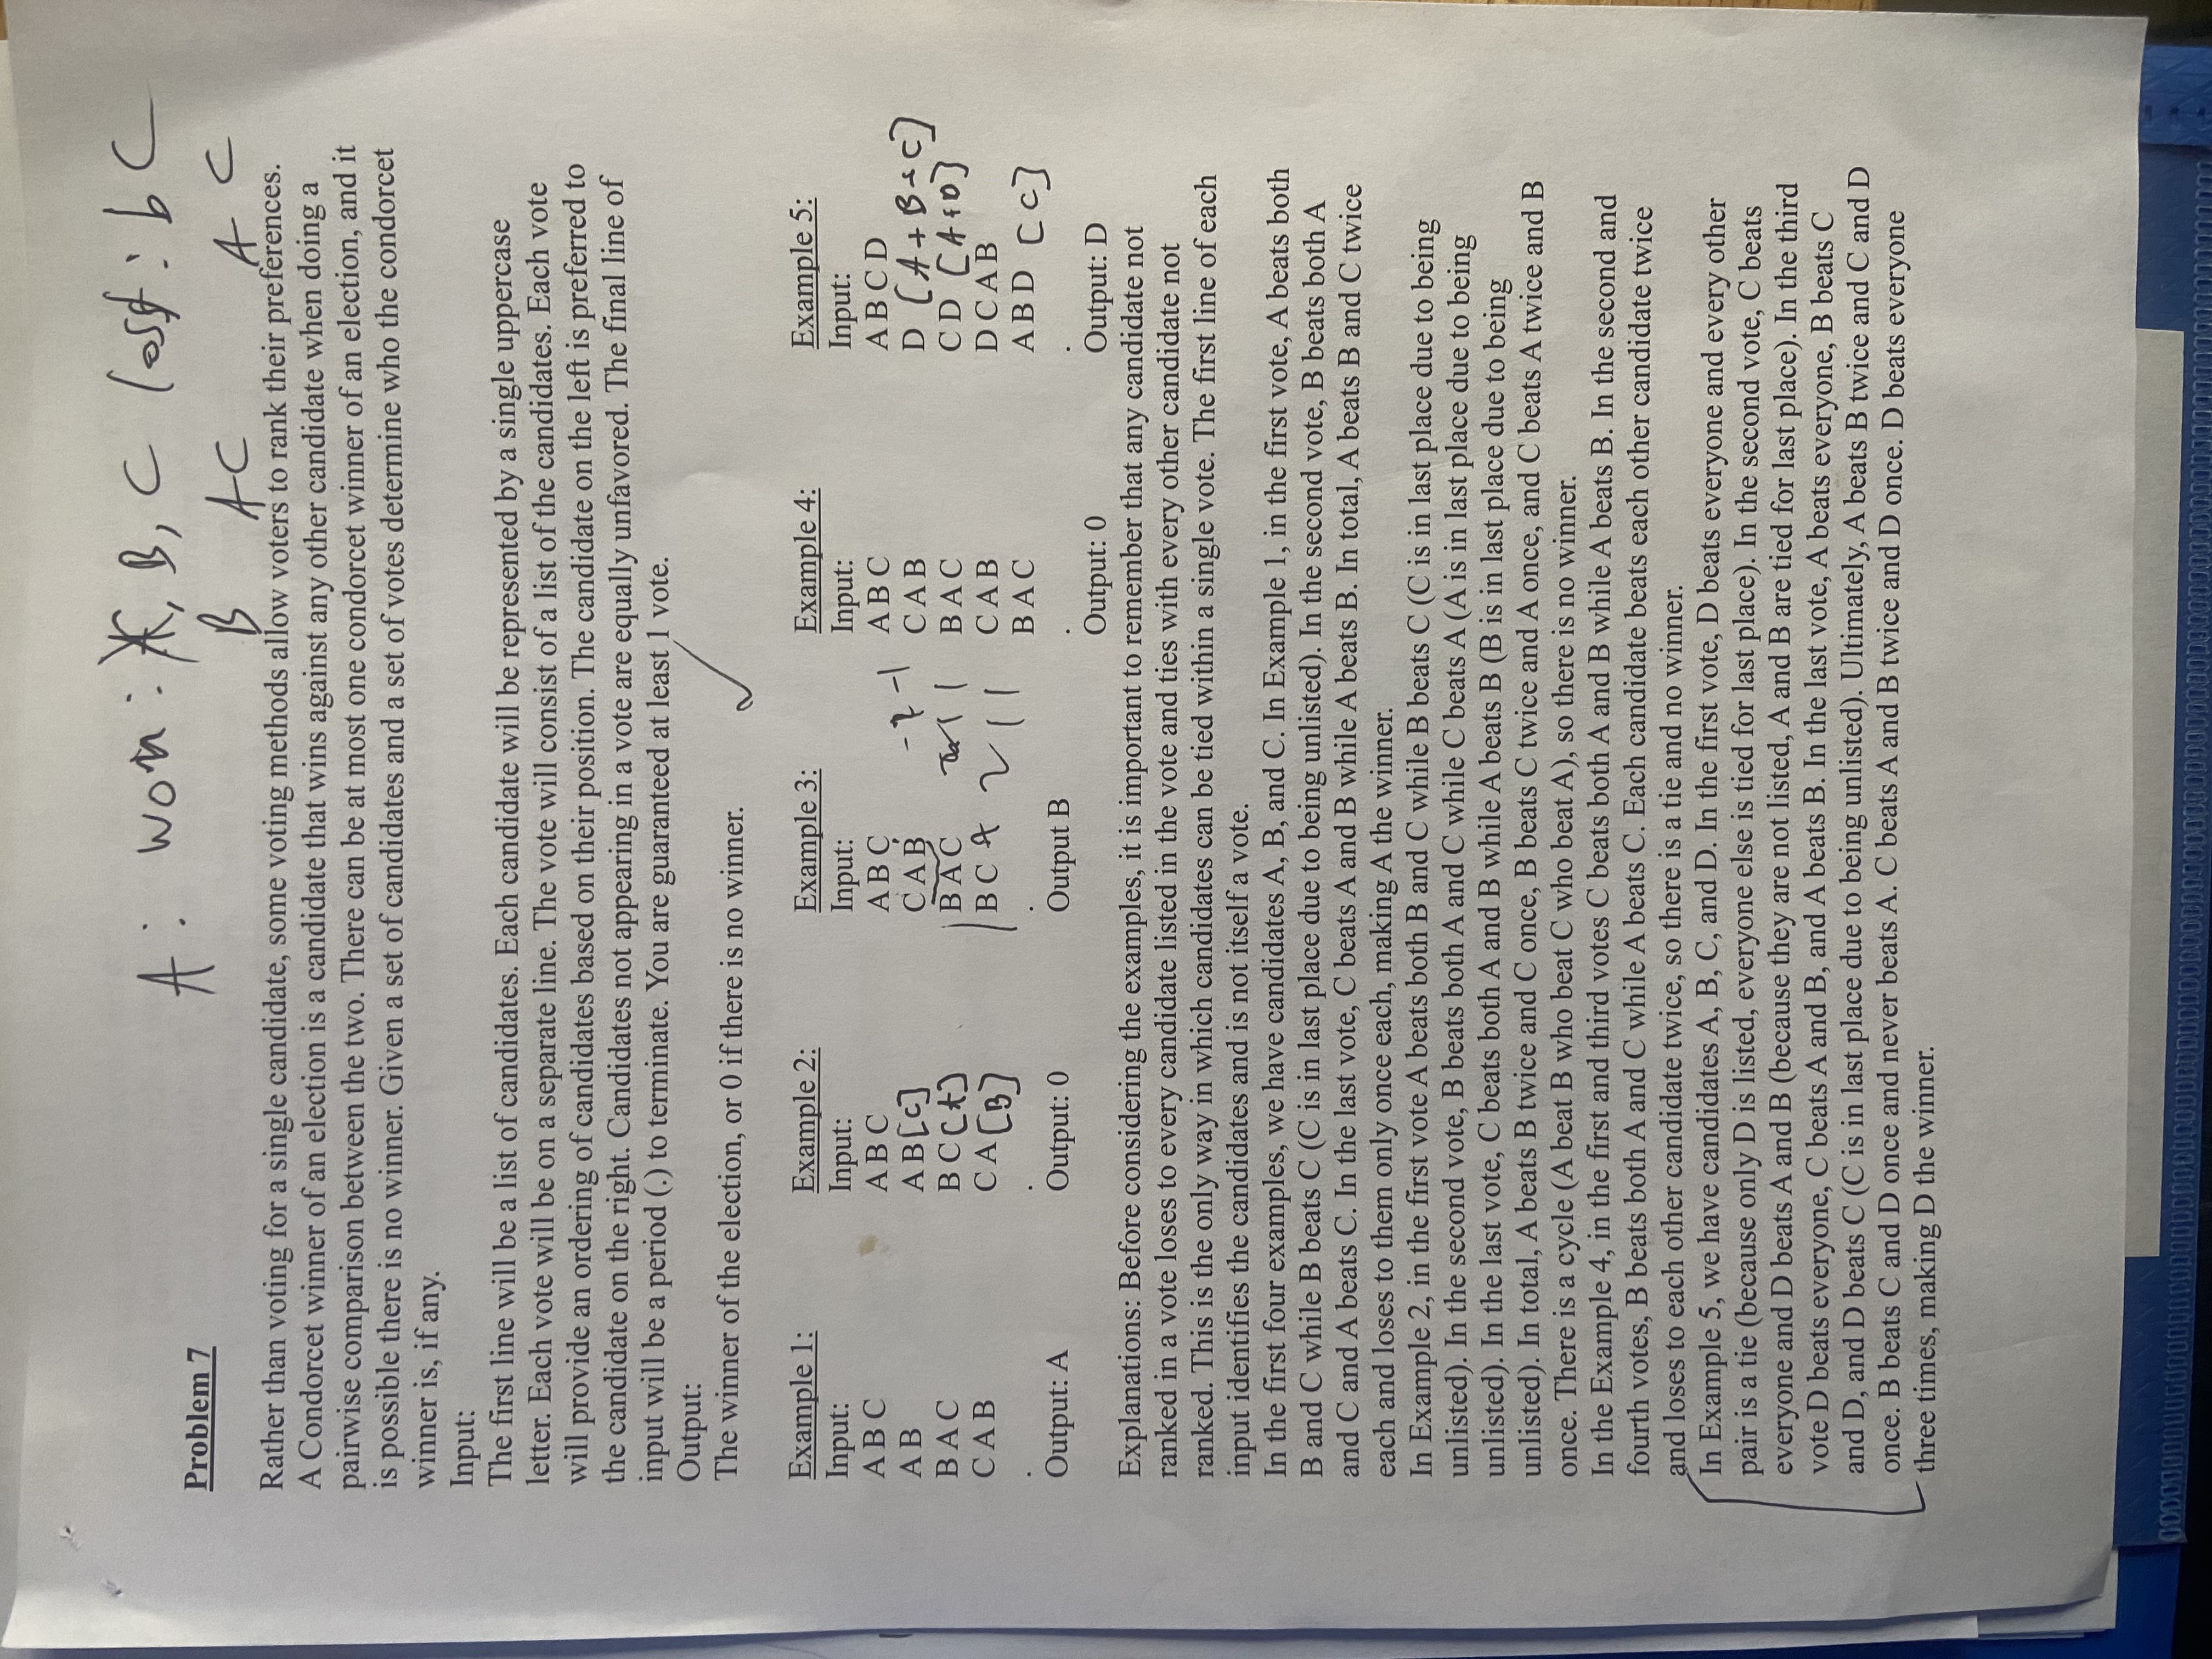 A: won: A, B, C lost: b C
Problem 7
B AC A C
Rather than voting for a single candidate, some voting methods allow voters to rank their preferences.
A Condorcet winner of an election is a candidate that wins against any other candidate when doing a
pairwise comparison between the two. There can be at most one condorcet winner of an election, and it
is possible there is no winner. Given a set of candidates and a set of votes determine who the condorcet
winner is, if any.
Input:
The first line will be a list of candidates. Each candidate will be represented by a single uppercase
letter. Each vote will be on a separate line. The vote will consist of a list of the candidates. Each vote
will provide an ordering of candidates based on their position. The candidate on the left is preferred to
the candidate on the right. Candidates not appearing in a vote are equally unfavored. The final line of
input will be a period (.) to terminate. You are guaranteed at least 1 vote.
Output:
The winner of the election, or 0 if there is no winner.
Example 1:
Input:
A B C
A B
B A C
C A B
.
Output: A
Example 2:
Input:
A B C
A B [C]
B C [A]
C A [B]
.
Output: 0
Example 3:
Input:
A B C
C A B
B A C 1 1
B C A 2 1 1
.
Output B
Example 4:
Input:
A B C
C A B
B A C
C A B
B A C
.
Output: 0
Example 5:
Input:
A B C D
D [A+B+C]
C D [A+D]
D C A B
A B D [C]
.
Output: D
Explanations: Before considering the examples, it is important to remember that any candidate not
ranked in a vote loses to every candidate listed in the vote and ties with every other candidate not
ranked. This is the only way in which candidates can be tied within a single vote. The first line of each
input identifies the candidates and is not itself a vote.
In the first four examples, we have candidates A, B, and C. In Example 1, in the first vote, A beats both
B and C while B beats C (C is in last place due to being unlisted). In the second vote, B beats both A
and C and A beats C. In the last vote, C beats A and B while A beats B. In total, A beats B and C twice
each and loses to them only once each, making A the winner.
In Example 2, in the first vote A beats both B and C while B beats C (C is in last place due to being
unlisted). In the second vote, B beats both A and C while C beats A (A is in last place due to being
unlisted). In the last vote, C beats both A and B while A beats B (B is in last place due to being
unlisted). In total, A beats B twice and C once, B beats C twice and A once, and C beats A twice and B
once. There is a cycle (A beat B who beat C who beat A), so there is no winner.
In the Example 4, in the first and third votes C beats both A and B while A beats B. In the second and
fourth votes, B beats both A and C while A beats C. Each candidate beats each other candidate twice
and loses to each other candidate twice, so there is a tie and no winner.
In Example 5, we have candidates A, B, C, and D. In the first vote, D beats everyone and every other
pair is a tie (because only D is listed, everyone else is tied for last place). In the second vote, C beats
everyone and D beats A and B (because they are not listed, A and B are tied for last place). In the third
vote D beats everyone, C beats A and B, and A beats B. In the last vote, A beats everyone, B beats C
and D, and D beats C (C is in last place due to being unlisted). Ultimately, A beats B twice and C and D
once. B beats C and D once and never beats A. C beats A and B twice and D once. D beats everyone
three times, making D the winner.